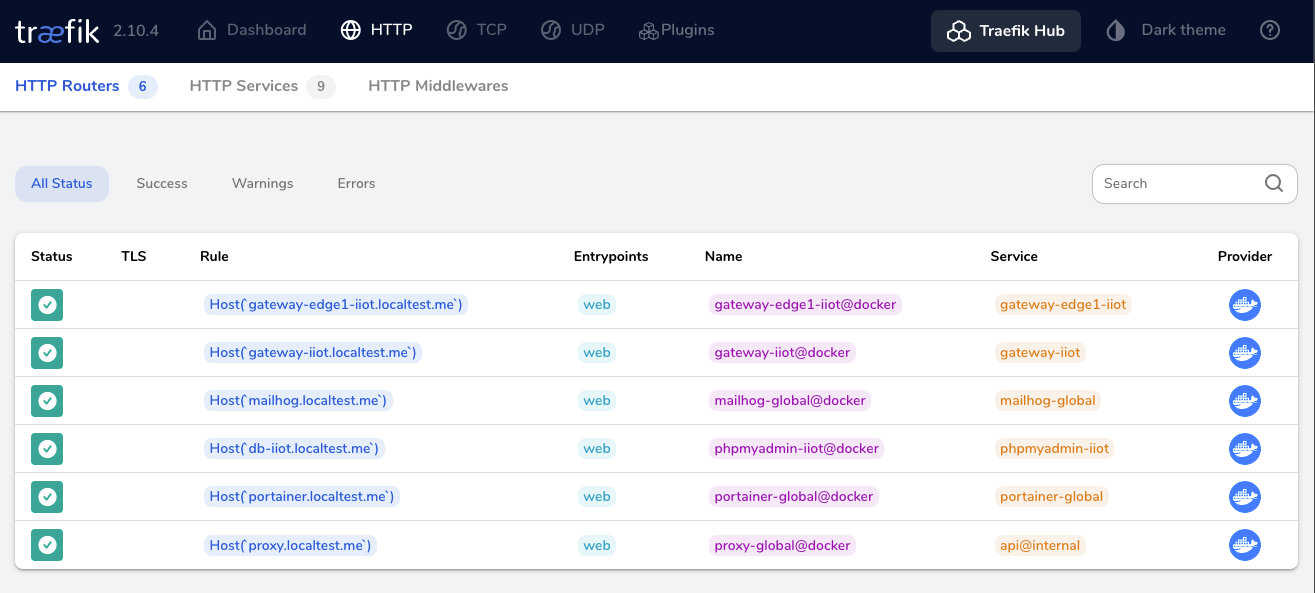 træfik 2.10.4 Dashboard HTTP TCP UDP Plugins Traefik Hub Dark theme
HTTP Routers 6 HTTP Services 9 HTTP Middlewares
All Status Success Warnings Errors Search
Status TLS Rule Entrypoints Name Service Provider
Host(`gateway-edge1-iiot.localtest.me`) web gateway-edge1-iiot@docker gateway-edge1-iiot
Host(`gateway-iiot.localtest.me`) web gateway-iiot@docker gateway-iiot
Host(`mailhog.localtest.me`) web mailhog-global@docker mailhog-global
Host(`db-iiot.localtest.me`) web phpmyadmin-iiot@docker phpmyadmin-iiot
Host(`portainer.localtest.me`) web portainer-global@docker portainer-global
Host(`proxy.localtest.me`) web proxy-global@docker api@internal